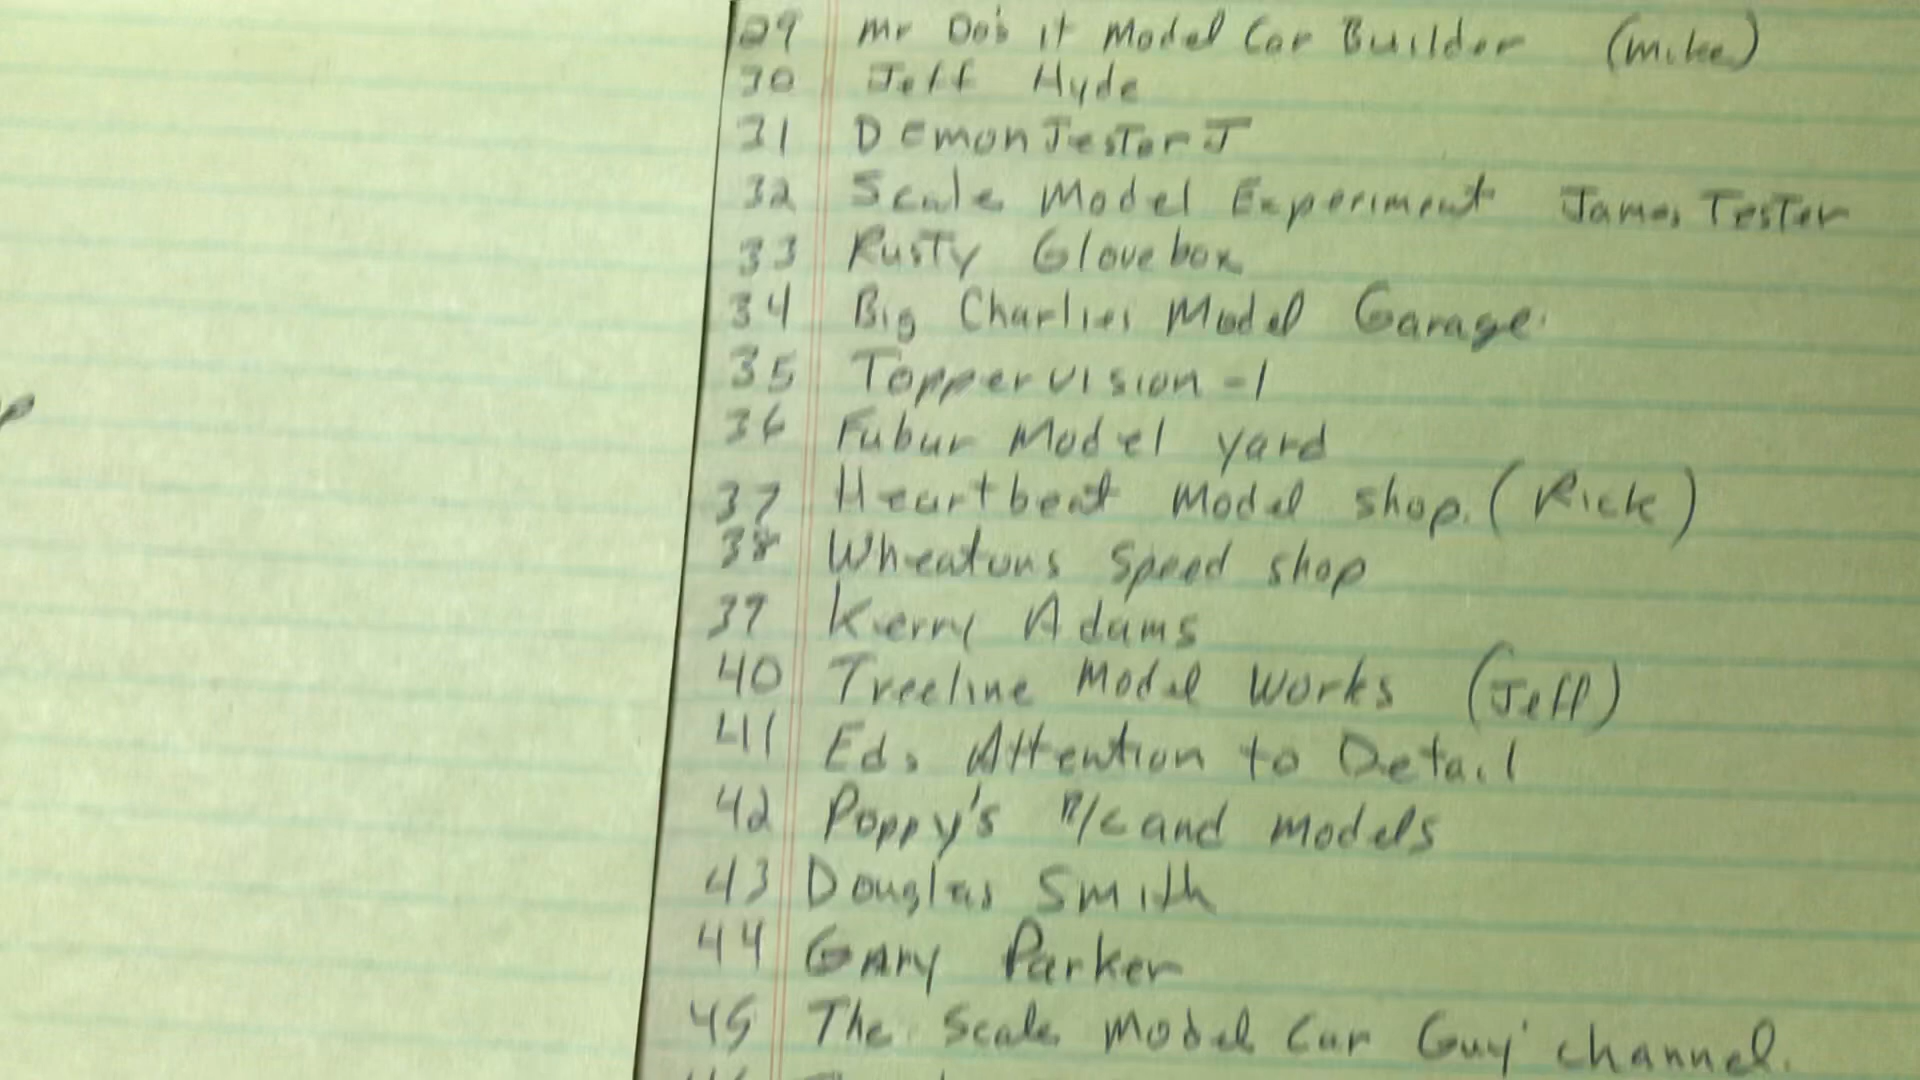 29 Mr Do's it Model Car Builder (Mike)
30 Jeff Hyde
31 DEmonJesTer J
32 Scale Model Experiment James TesTer
33 RusTy Glovebox
34 Big Charlies Model Garage
35 Toppervision-1
36 Fubur Model yard
37 Heartbeat Model shop. (Rick)
38 Wheatons Speed shop
39 Kerry Adams
40 Treeline Model Works (Jeff)
41 Eds Attention to Detail
42 Poppy's R/c and Models
43 Douglas Smith
44 GAry Parker
45 The Scale Model Car Guy channel.